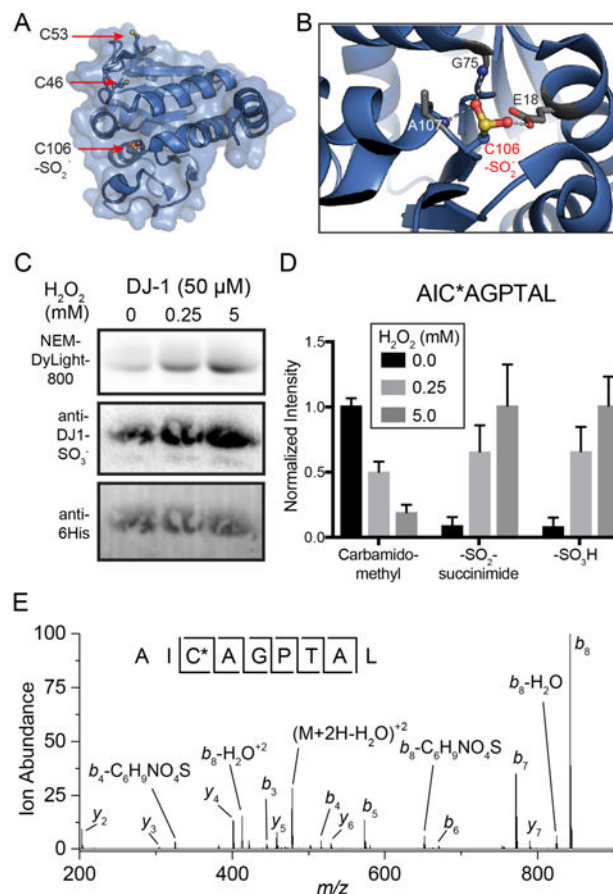 A
C53
C46
C106
-SO₂⁻
B
G75
E18
A107
C106
-SO₂⁻
C
H₂O₂ (mM)
DJ-1 (50 µM)
0 0.25 5
NEM-
DyLight-
800
anti-
DJ1-
SO₃⁻
anti-
6His
D
AIC*AGPTAL
H₂O₂ (mM)
0.0
0.25
5.0
Normalized Intensity
1.5
1.0
0.5
0.0
Carbamido-
methyl
-SO₂-
succinimide
-SO₃H
E
A I C* A G P T A L
Ion Abundance
100
75
50
25
0
y₂
b₄-C₆H₉NO₄S
y₃
y₄
b₈-H₂O⁺²
b₃
y₅
(M+2H-H₂O)⁺²
b₄
y₆
b₅
b₈-C₆H₉NO₄S
b₆
b₇
y₇
b₈-H₂O
b₈
200 400 600 800
m/z